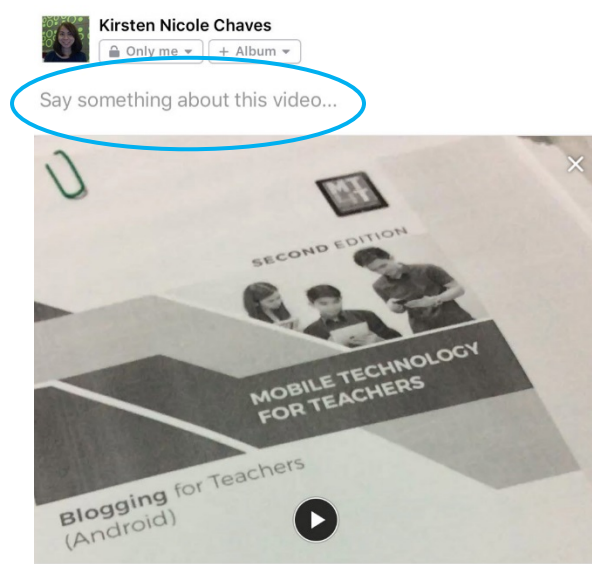 Kirsten Nicole Chaves
Only me
+ Album
Say something about this video...
MT
4T
SECOND EDITION
MOBILE TECHNOLOGY
FOR TEACHERS
Blogging for Teachers
(Android)